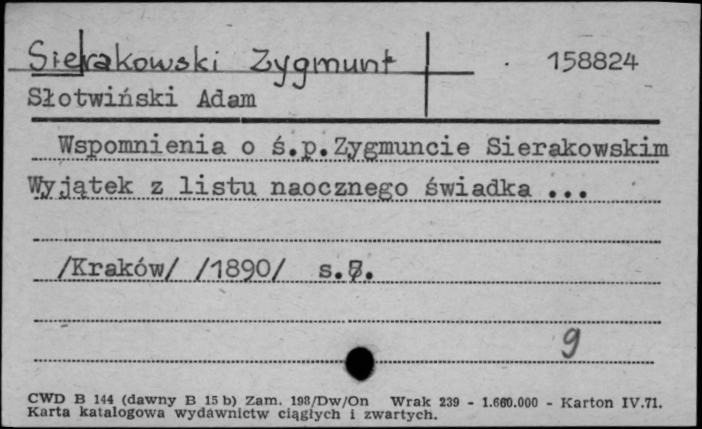 Sierakowski Zygmunt 158824
Słotwiński Adam
Wspomnienia o ś.p.Zygmuncie Sierakowskim
Wyjątek z listu naocznego świadka ...
/Kraków/ /1890/ s.
9
CWD B 144 (dawny B 15 b) Zam. 198/Dw/On Wrak 239 - 1.660.000 - Karton IV.71.
Karta katalogowa wydawnictw ciągłych i zwartych.